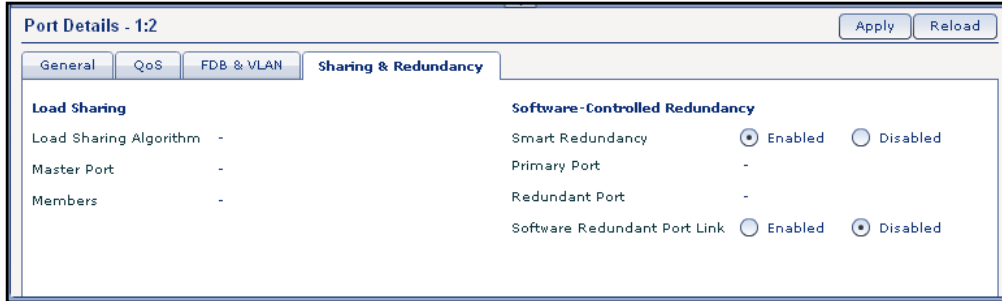 Port Details - 1:2
Apply
Reload
General
QoS
FDB & VLAN
Sharing & Redundancy
Load Sharing
Load Sharing Algorithm -
Master Port -
Members -
Software-Controlled Redundancy
Smart Redundancy Enabled Disabled
Primary Port -
Redundant Port -
Software Redundant Port Link Enabled Disabled